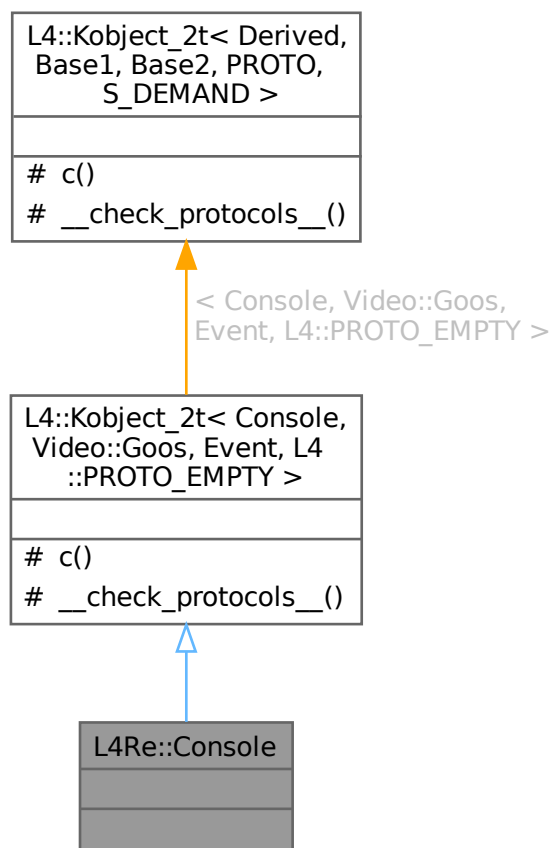 L4::Kobject_2t< Derived,
Base1, Base2, PROTO,
S_DEMAND >
# c()
# __check_protocols__()
< Console, Video::Goos,
Event, L4::PROTO_EMPTY >
L4::Kobject_2t< Console,
Video::Goos, Event, L4
::PROTO_EMPTY >
# c()
# __check_protocols__()
L4Re::Console